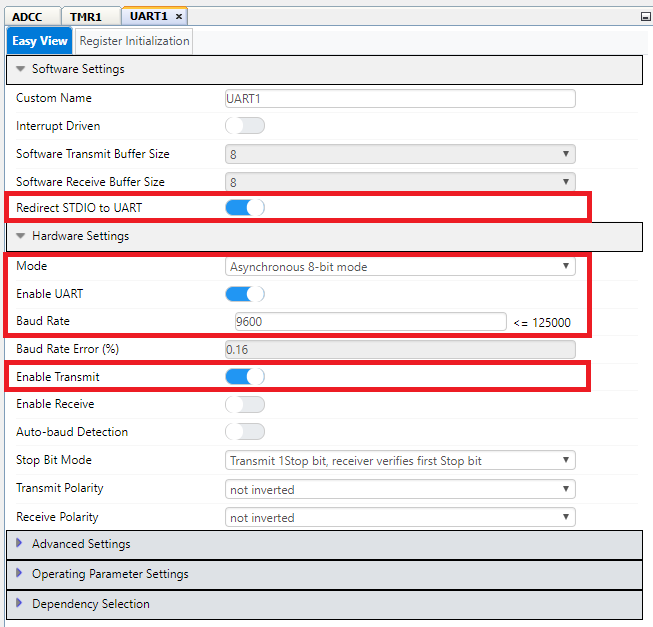 ADCC TMR1 UART1 ×
Easy View Register Initialization
Software Settings
Custom Name UART1
Interrupt Driven
Software Transmit Buffer Size 8
Software Receive Buffer Size 8
Redirect STDIO to UART
Hardware Settings
Mode Asynchronous 8-bit mode
Enable UART
Baud Rate 9600 <= 125000
Baud Rate Error (%) 0.16
Enable Transmit
Enable Receive
Auto-baud Detection
Stop Bit Mode Transmit 1Stop bit, receiver verifies first Stop bit
Transmit Polarity not inverted
Receive Polarity not inverted
Advanced Settings
Operating Parameter Settings
Dependency Selection